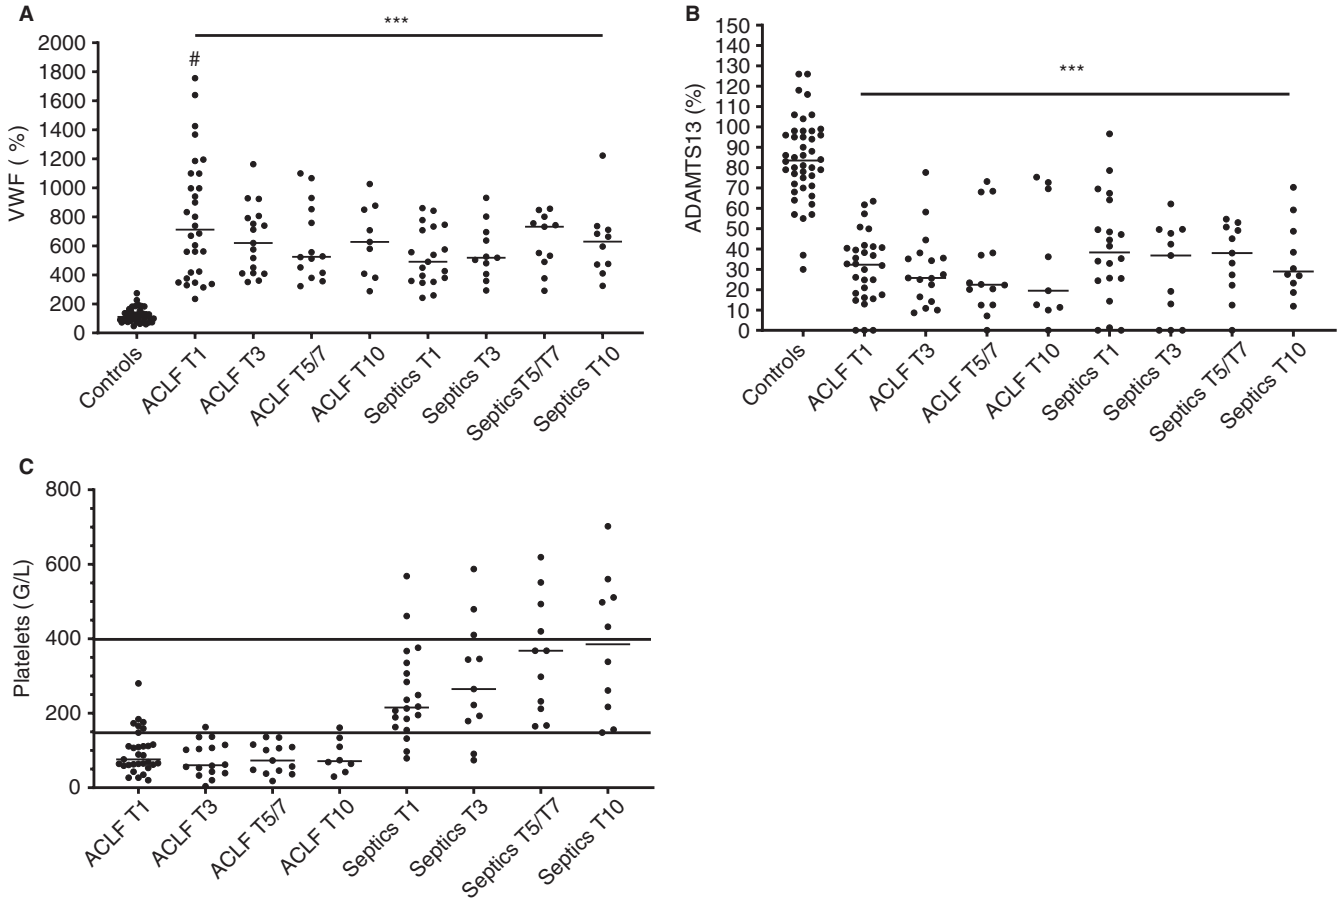 A
***
#
VWF ( %)
2000
1800
1600
1400
1200
1000
800
600
400
200
0
Controls
ACLF T1
ACLF T3
ACLF T5/7
ACLF T10
Septics T1
Septics T3
SepticsT5/T7
Septics T10
B
***
ADAMTS13 (%)
150
140
130
120
110
100
90
80
70
60
50
40
30
20
10
0
Controls
ACLF T1
ACLF T3
ACLF T5/7
ACLF T10
Septics T1
Septics T3
Septics T5/T7
Septics T10
C
Platelets (G/L)
800
600
400
200
0
ACLF T1
ACLF T3
ACLF T5/7
ACLF T10
Septics T1
Septics T3
Septics T5/T7
Septics T10